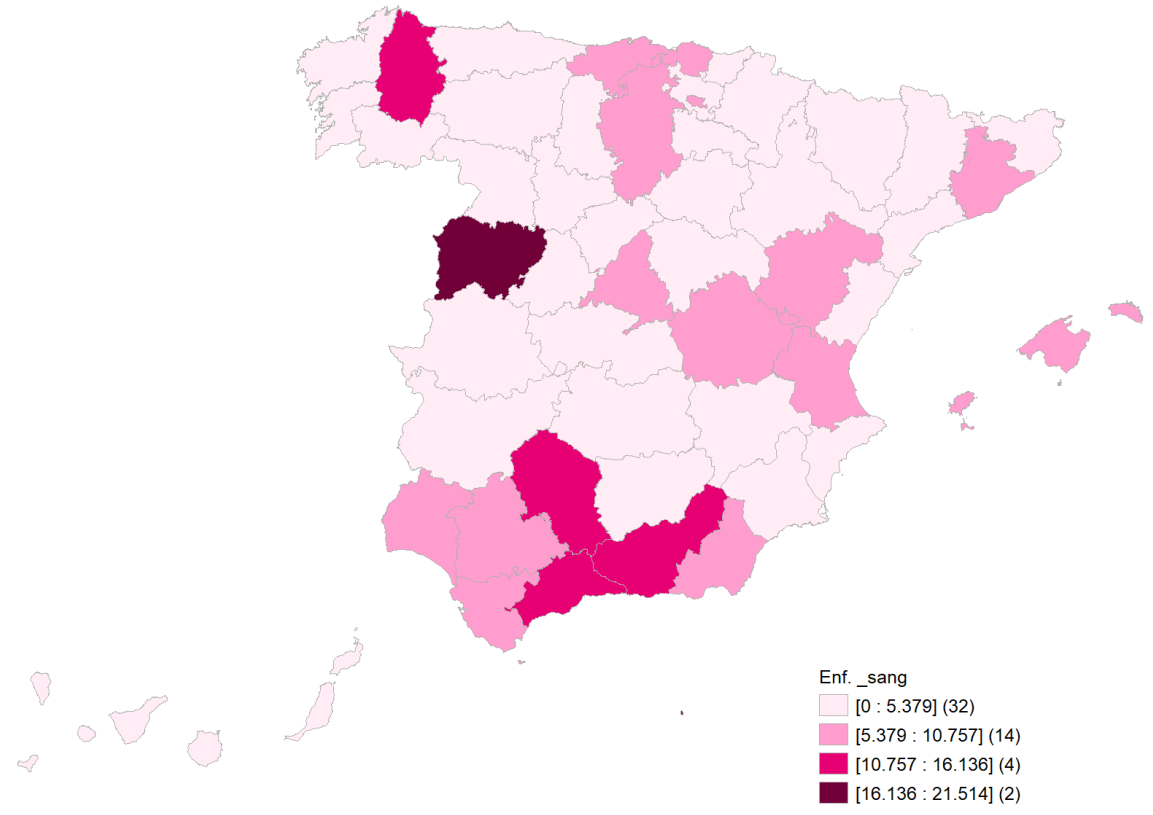 Enf. _sang
[0 : 5.379] (32)
[5.379 : 10.757] (14)
[10.757 : 16.136] (4)
[16.136 : 21.514] (2)